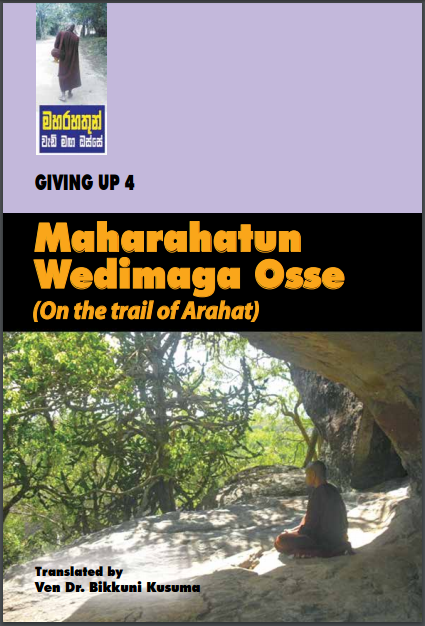 මහරහතුන්
වැඩි මඟ ඔස්සේ
GIVING UP 4
Maharahatun
Wedimaga Osse
(On the trail of Arahat)
Translated by
Ven Dr. Bikkuni Kusuma